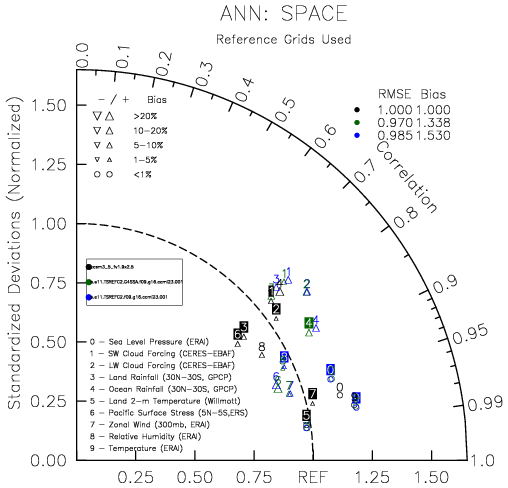 ANN: SPACE
Reference Grids Used
0.0 0.1 0.2 0.3 0.4 0.5 0.6 0.7 0.8 0.9 0.95 0.99 1.0
Correlation
− / + Bias
>20%
10−20%
5−10%
1−5%
<1%
RMSE Bias
1.000 1.000
0.970 1.338
0.985 1.530
Standardized Deviations (Normalized)
1.50
1.25
1.00
0.75
0.50
0.25
0.00
0 − Sea Level Pressure (ERAI)
1 − SW Cloud Forcing (CERES−EBAF)
2 − LW Cloud Forcing (CERES−EBAF)
3 − Land Rainfall (30N−30S, GPCP)
4 − Ocean Rainfall (30N−30S, GPCP)
5 − Land 2−m Temperature (Willmott)
6 − Pacific Surface Stress (5N−5S,ERS)
7 − Zonal Wind (300mb, ERAI)
8 − Relative Humidity (ERAI)
9 − Temperature (ERAI)
0.25 0.50 0.75 REF 1.25 1.50